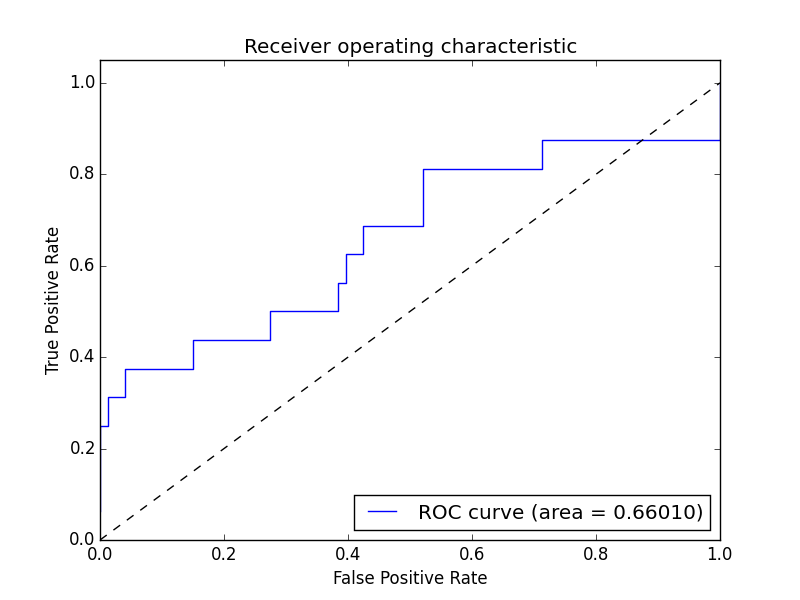 Receiver operating characteristic
True Positive Rate
1.0
0.8
0.6
0.4
0.2
0.0
ROC curve (area = 0.66010)
0.0 0.2 0.4 0.6 0.8 1.0
False Positive Rate